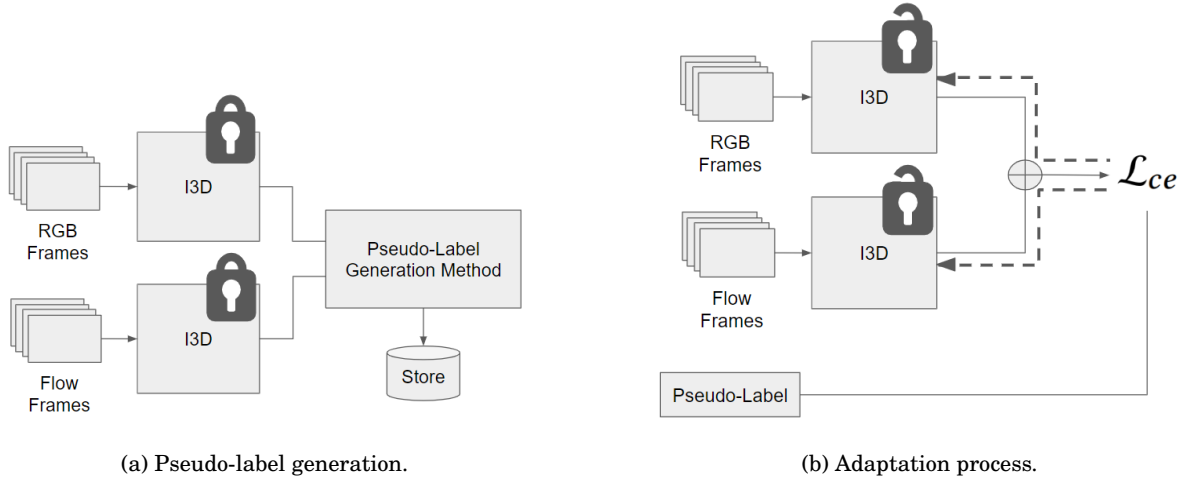 I3D
RGB
Frames
Pseudo-Label
Generation Method
I3D
Flow
Frames
Store
(a) Pseudo-label generation.
I3D
RGB
Frames
ℒce
I3D
Flow
Frames
Pseudo-Label
(b) Adaptation process.